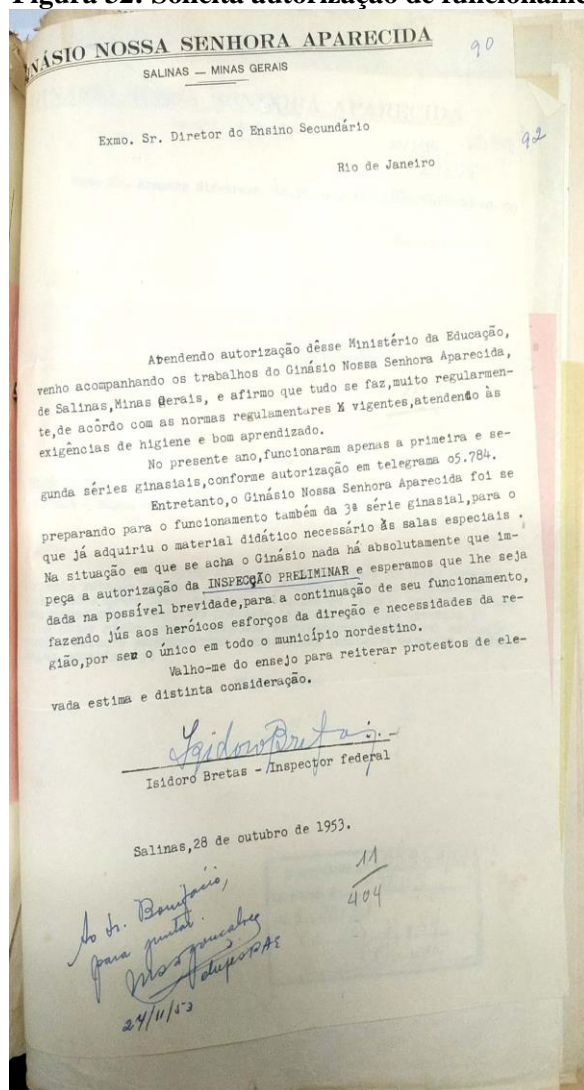 Figura 32: Solicita autorização de funcioname
NÁSIO NOSSA SENHORA APARECIDA
90
SALINAS — MINAS GERAIS
Exmo. Sr. Diretor do Ensino Secundário
92
Rio de Janeiro
Atendendo autorização dêsse Ministério da Educação,
venho acompanhando os trabalhos do Ginásio Nossa Senhora Aparecida,
de Salinas,Minas Gerais, e afirmo que tudo se faz,muito regularmen-
te,de acôrdo com as normas regulamentares X vigentes,atendendo às
exigências de higiene e bom aprendizado.
No presente ano,funcionaram apenas a primeira e se-
gunda séries ginasiais,conforme autorização em telegrama o5.784.
Entretanto,o Ginásio Nossa Senhora Aparecida foi se
preparando para o funcionamento também da 3ª série ginasial,para o
que já adquiriu o material didático necessário às salas especiais .
Na situação em que se acha o Ginásio nada há absolutamente que im-
peça a autorização da INSPECÇÃO PRELIMINAR e esperamos que lhe seja
dada na possível brevidade,para a continuação de seu funcionamento,
fazendo jús aos heróicos esforços da direção e necessidades da re-
gião,por ser o único em todo o município nordestino.
Valho-me do ensejo para reiterar protestos de ele-
vada estima e distinta consideração.
Isidoro Bretas
Isidoro Bretas - Inspector federal
Salinas,28 de outubro de 1953.
11
404
Ao Sr. Bonifácio,
para juntar.
24/11/53